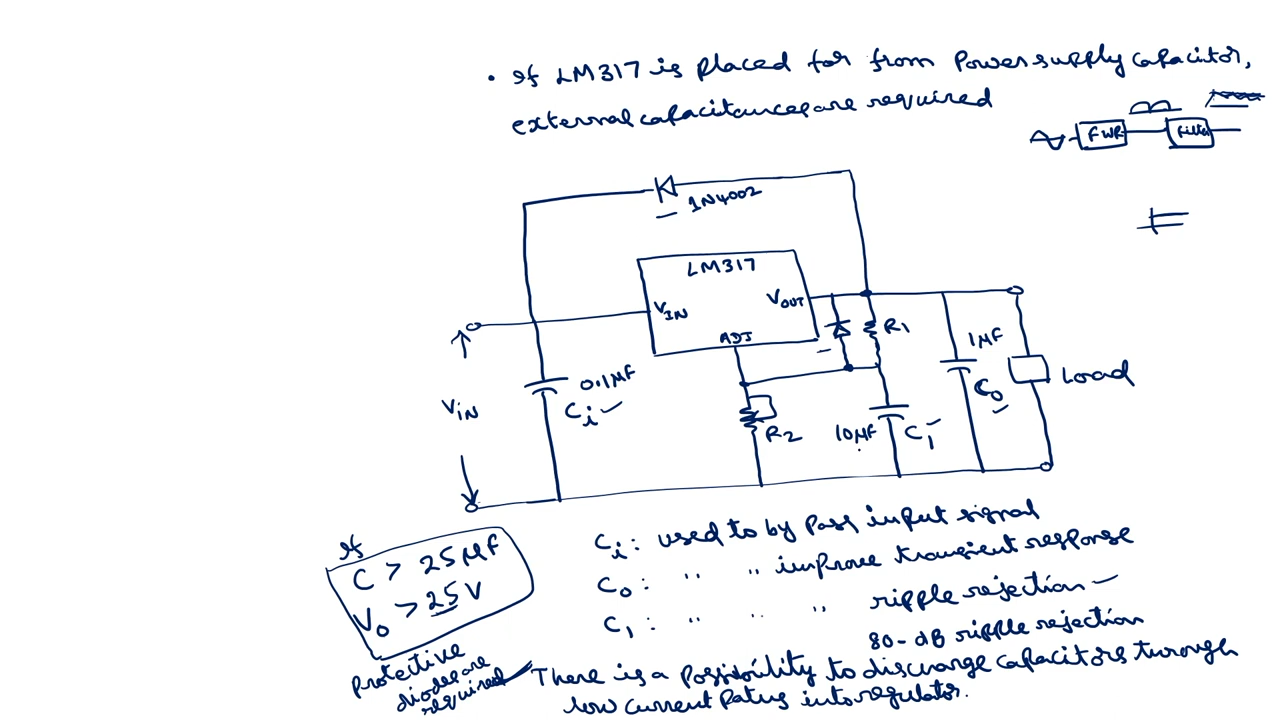 • If LM317 is placed far from Power supply capacitor,
external capacitances are required
FWR
Filter
1N4002
LM317
VIN
VOUT
ADJ
R1
1µF
Load
Vin
0.1µF
Ci
R2
10µF
C1
Co
If
C > 25µf
Vo > 25V
Protective
diode are
required
Ci: used to by pass input signal
Co: " " improve transient response
C1: " " " ripple rejection
80-dB ripple rejection
There is a possibility to discharge capacitors through
low current paths into regulator.